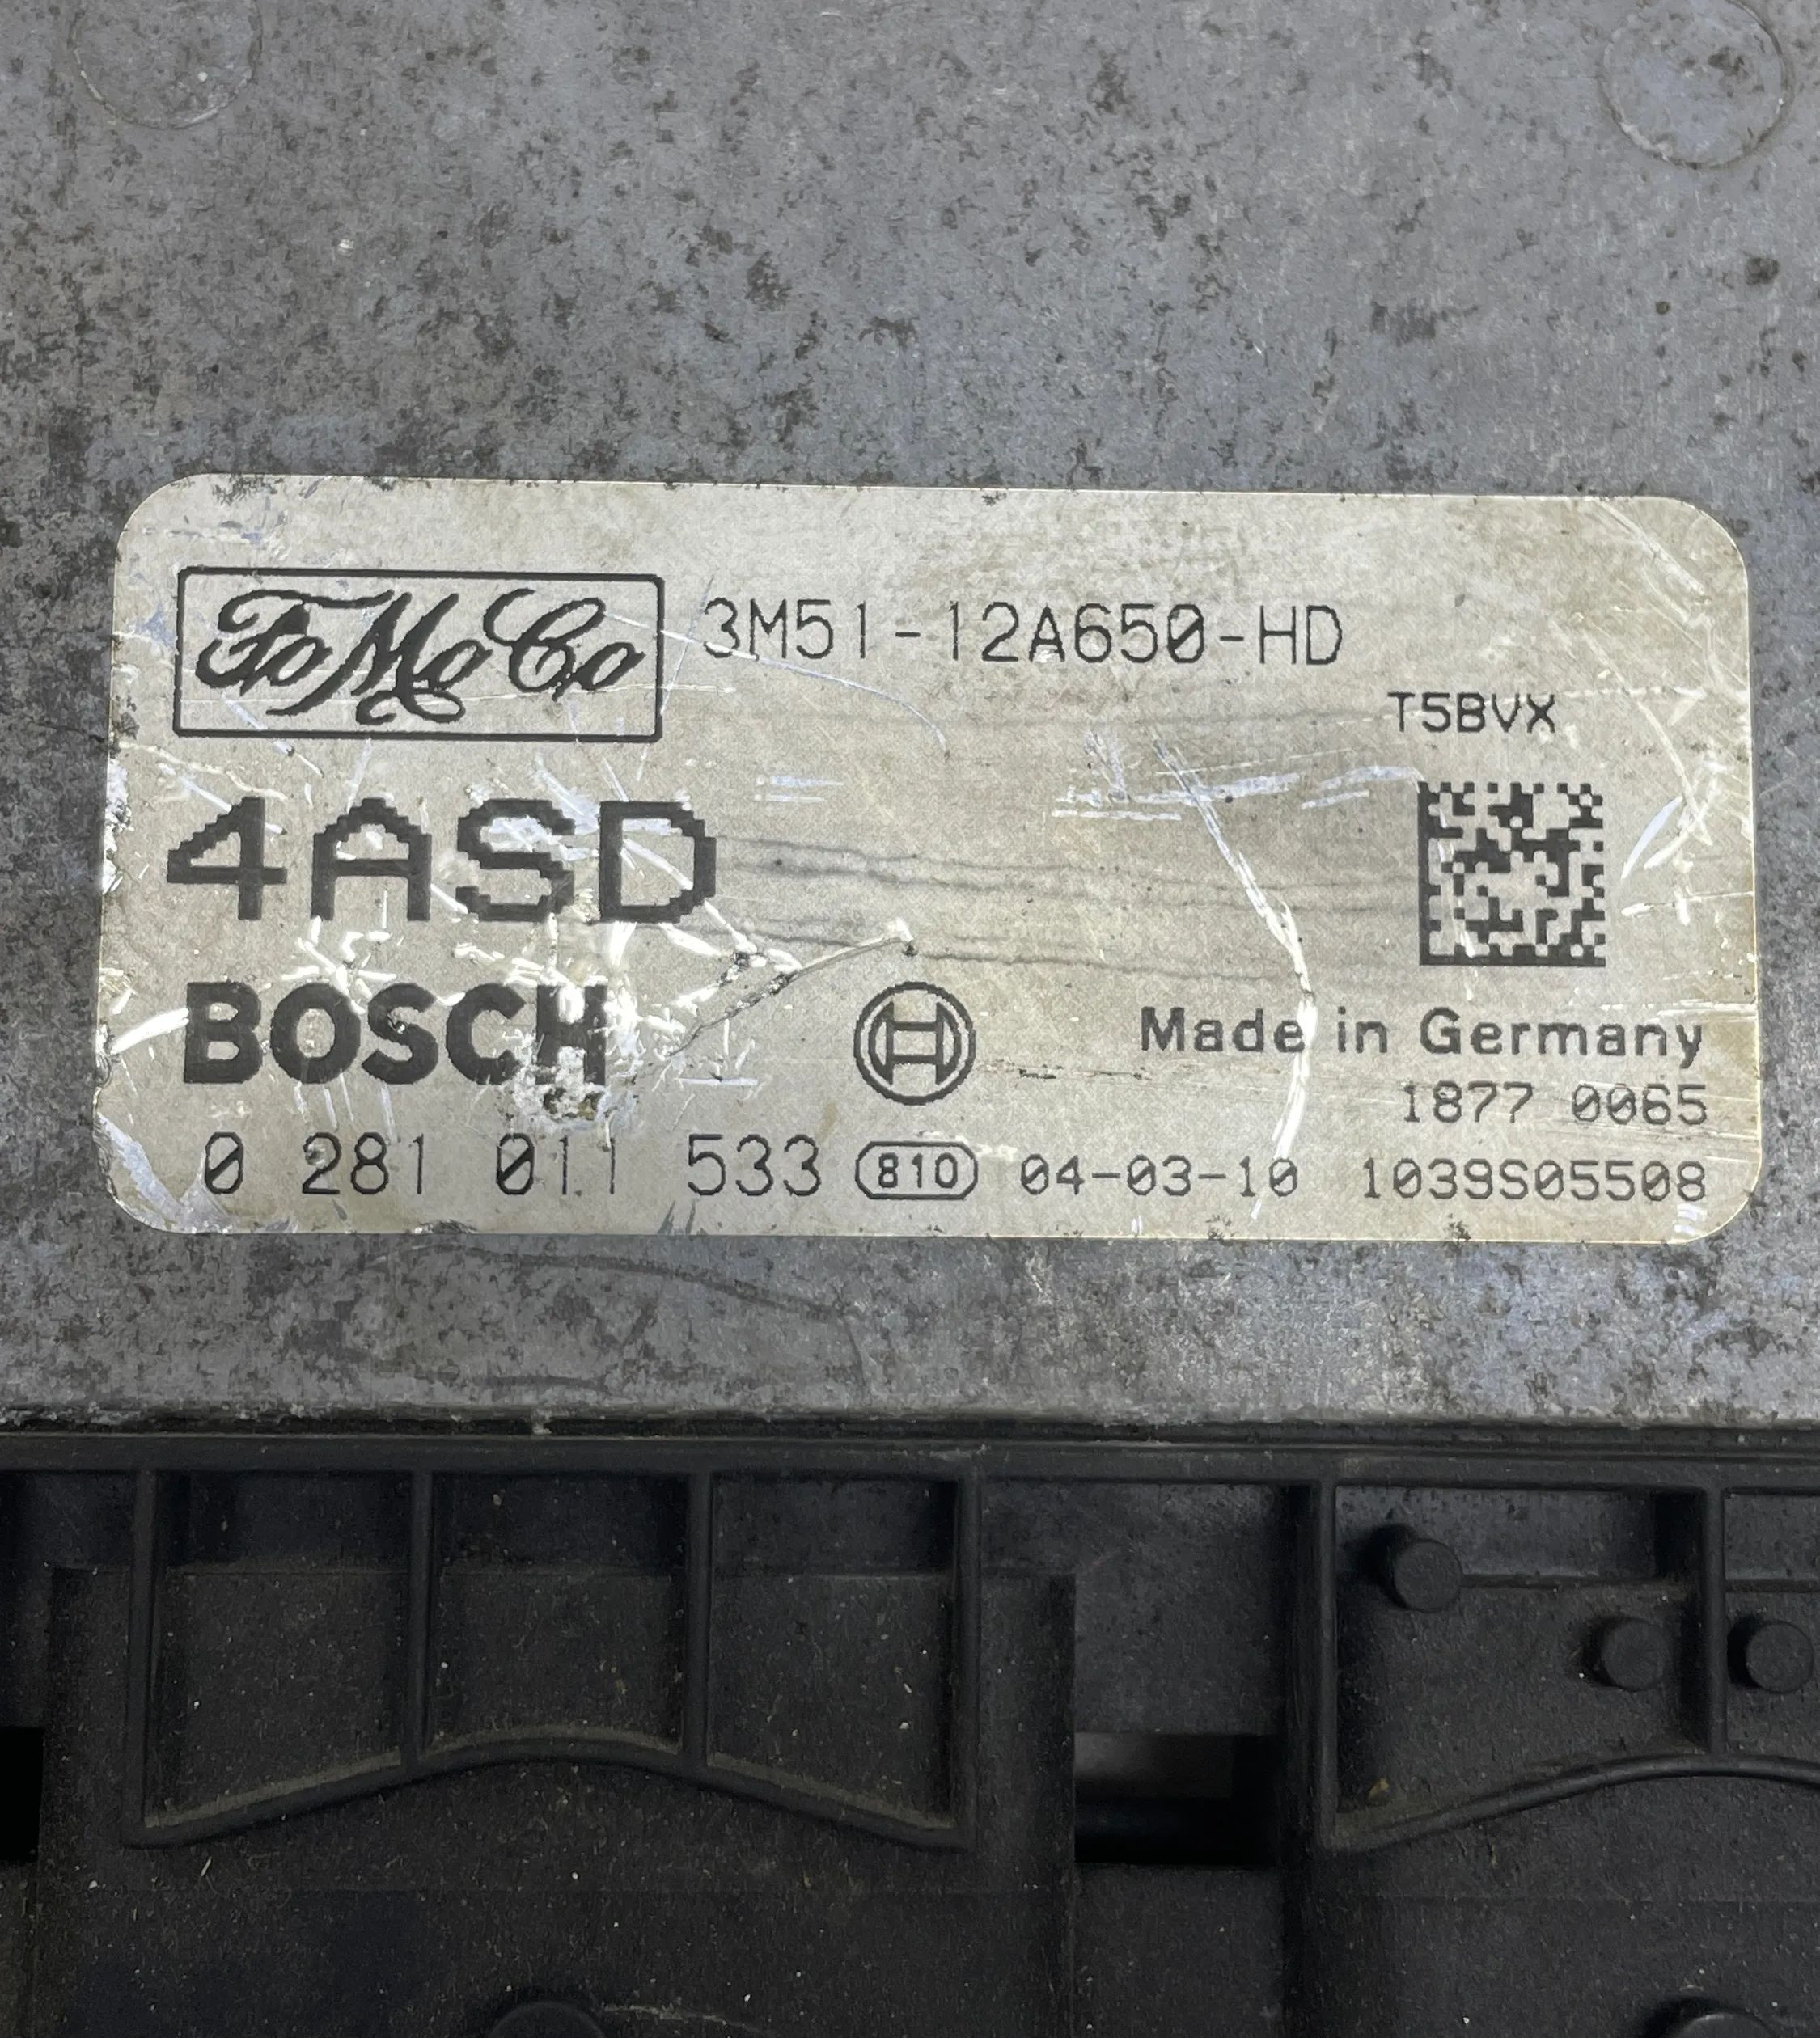 FoMoCo 3M51-12A650-HD
T5BVX
4ASD
BOSCH
Made in Germany
1877 0065
0 281 011 533 810 04-03-10 1039S05508